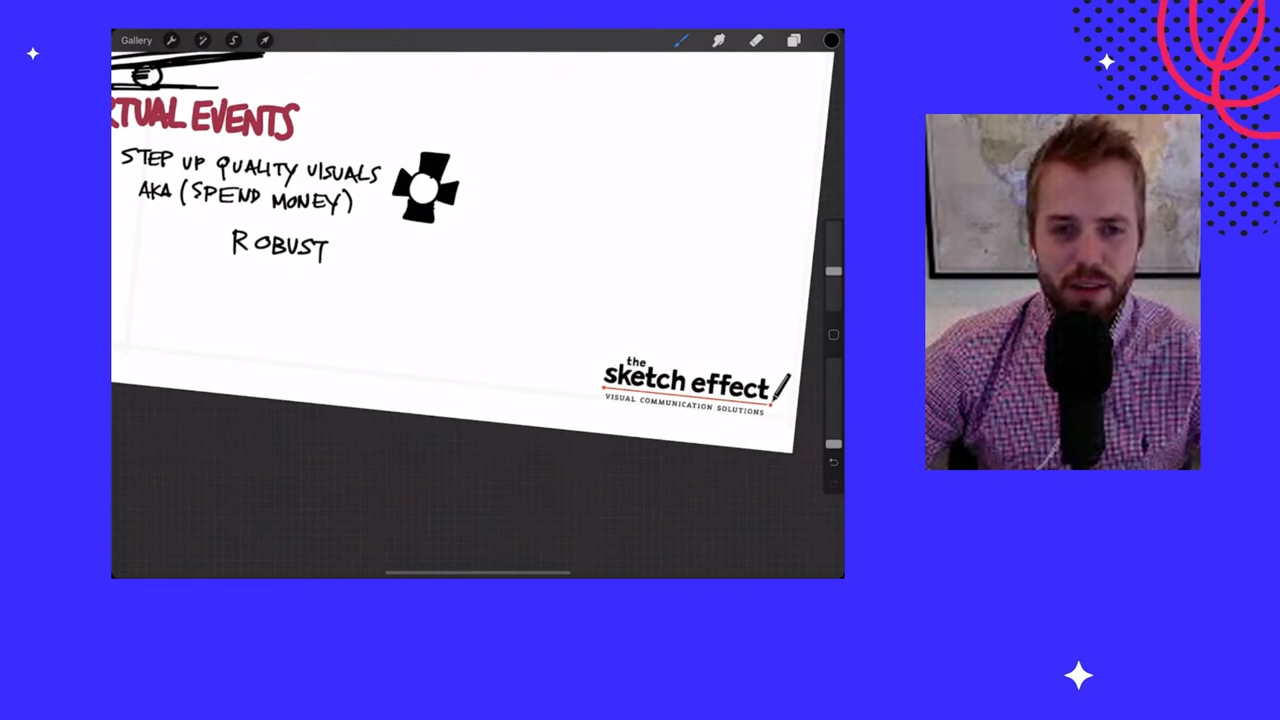 Gallery
RTUAL EVENTS
STEP UP QUALITY VISUALS
AKA (SPEND MONEY)
ROBUST
the
sketch effect
VISUAL COMMUNICATION SOLUTIONS